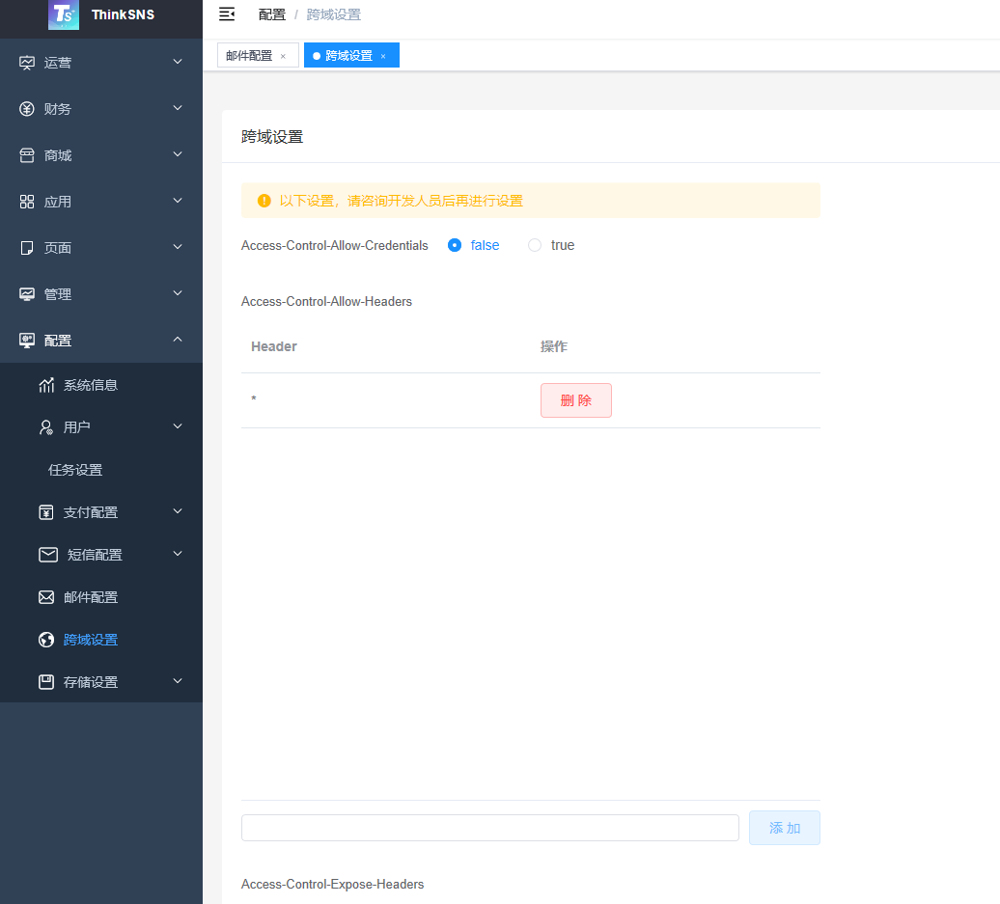 ThinkSNS
配置 / 跨域设置
邮件配置 ×
跨域设置 ×
运营
财务
商城
应用
页面
管理
配置
系统信息
用户
任务设置
支付配置
短信配置
邮件配置
跨域设置
存储设置
跨域设置
以下设置，请咨询开发人员后再进行设置
Access-Control-Allow-Credentials false true
Access-Control-Allow-Headers
Header 操作
* 删 除
添 加
Access-Control-Expose-Headers